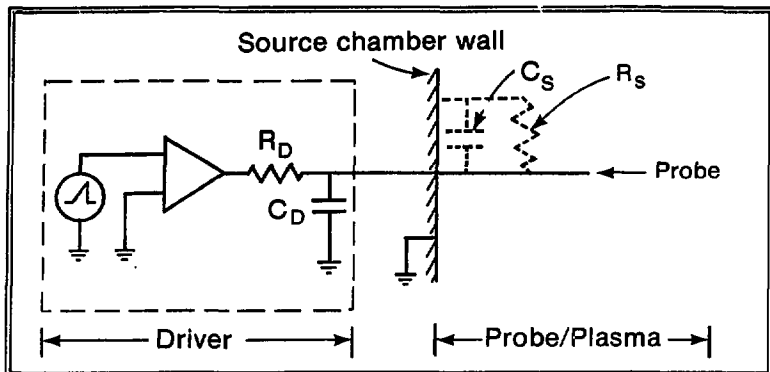 Source chamber wall
C_S
R_S
R_D
C_D
Probe
Driver
Probe/Plasma